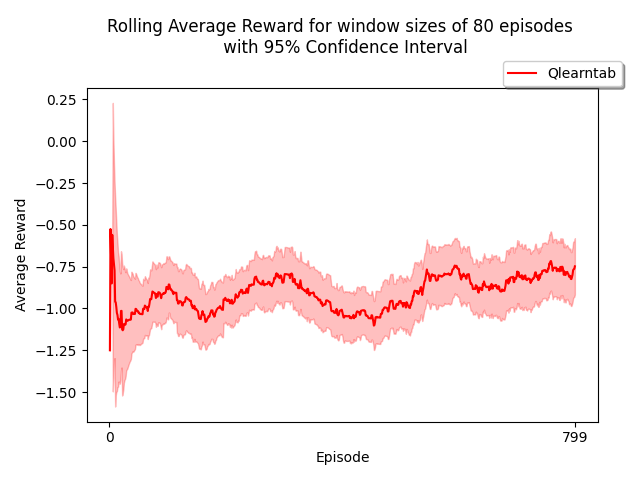 Rolling Average Reward for window sizes of 80 episodes
with 95% Confidence Interval
Qlearntab
0.25
0.00
−0.25
−0.50
−0.75
−1.00
−1.25
−1.50
Average Reward
0
799
Episode